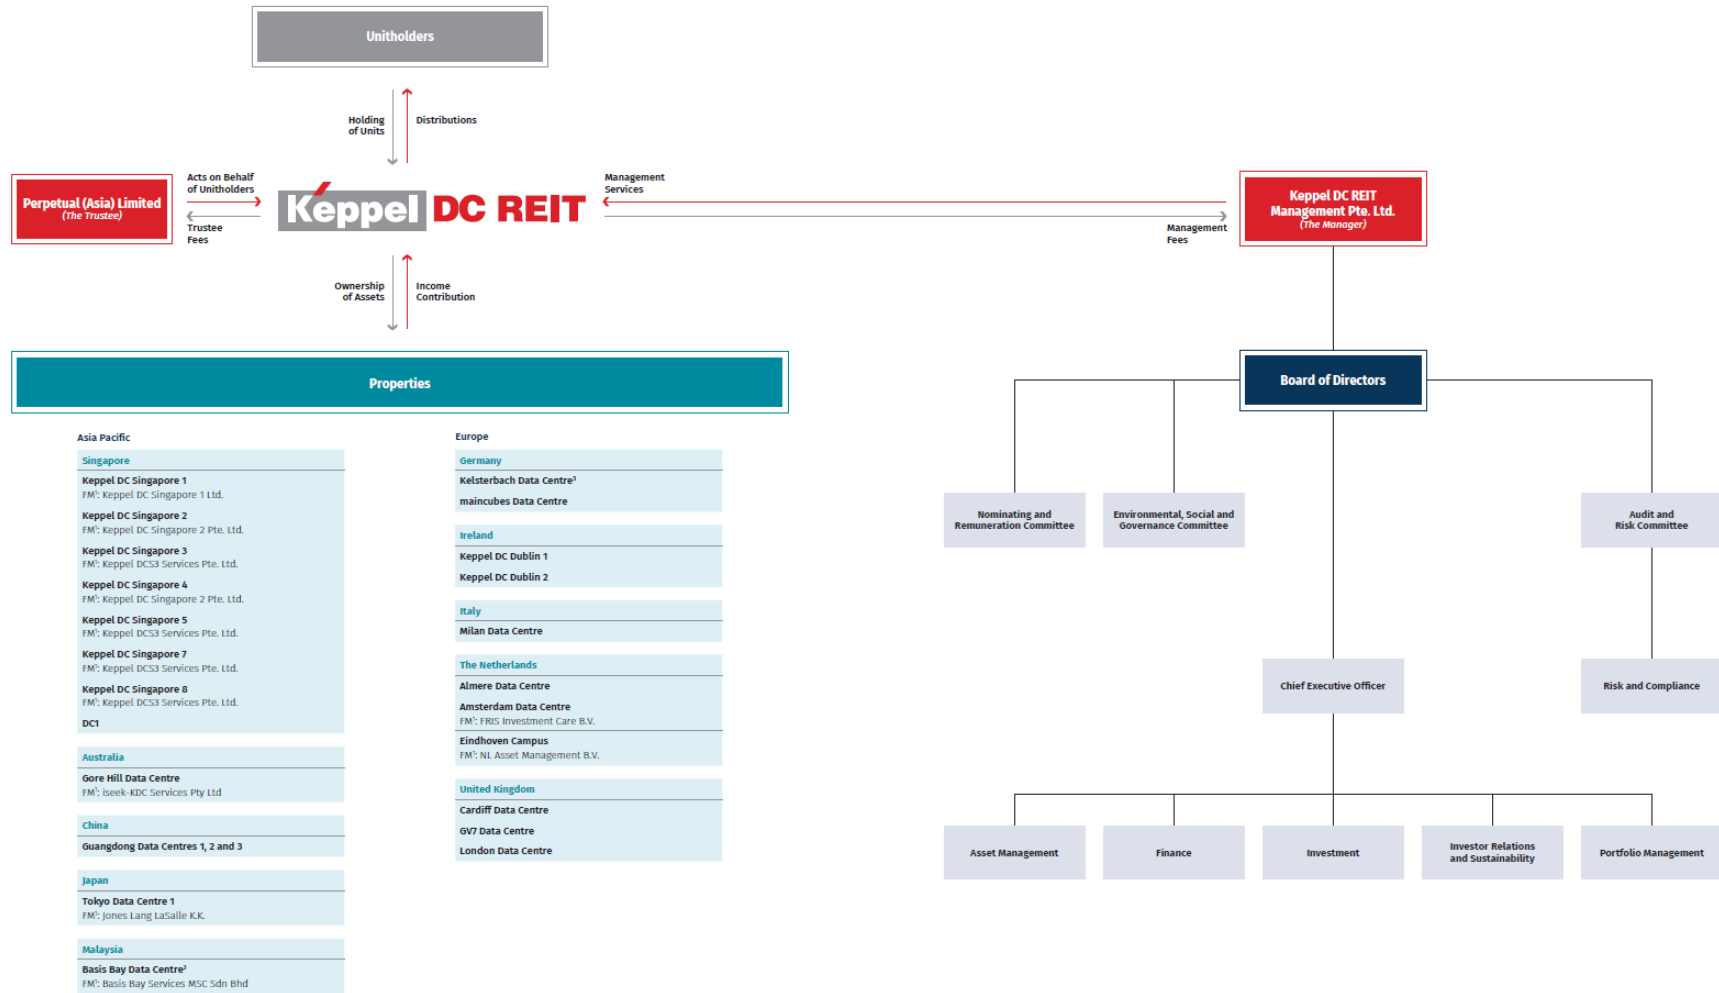 Unitholders
Holding
of Units
Distributions
Perpetual (Asia) Limited
(The Trustee)
Acts on Behalf
of Unitholders
Trustee
Fees
Keppel DC REIT
Management
Services
Management
Fees
Keppel DC REIT
Management Pte. Ltd.
(The Manager)
Ownership
of Assets
Income
Contribution
Properties
Asia Pacific
Singapore
Keppel DC Singapore 1
FM¹: Keppel DC Singapore 1 Ltd.
Keppel DC Singapore 2
FM¹: Keppel DC Singapore 2 Pte. Ltd.
Keppel DC Singapore 3
FM¹: Keppel DCS3 Services Pte. Ltd.
Keppel DC Singapore 4
FM¹: Keppel DC Singapore 2 Pte. Ltd.
Keppel DC Singapore 5
FM¹: Keppel DCS3 Services Pte. Ltd.
Keppel DC Singapore 7
FM¹: Keppel DCS3 Services Pte. Ltd.
Keppel DC Singapore 8
FM¹: Keppel DCS3 Services Pte. Ltd.
DC1
Australia
Gore Hill Data Centre
FM¹: iseek-KDC Services Pty Ltd
China
Guangdong Data Centres 1, 2 and 3
Japan
Tokyo Data Centre 1
FM¹: Jones Lang LaSalle K.K.
Malaysia
Basis Bay Data Centre²
FM¹: Basis Bay Services MSC Sdn Bhd
Europe
Germany
Kelsterbach Data Centre³
maincubes Data Centre
Ireland
Keppel DC Dublin 1
Keppel DC Dublin 2
Italy
Milan Data Centre
The Netherlands
Almere Data Centre
Amsterdam Data Centre
FM¹: FRIS Investment Care B.V.
Eindhoven Campus
FM¹: NL Asset Management B.V.
United Kingdom
Cardiff Data Centre
GV7 Data Centre
London Data Centre
Board of Directors
Nominating and
Remuneration Committee
Environmental, Social and
Governance Committee
Audit and
Risk Committee
Chief Executive Officer
Risk and Compliance
Asset Management
Finance
Investment
Investor Relations
and Sustainability
Portfolio Management